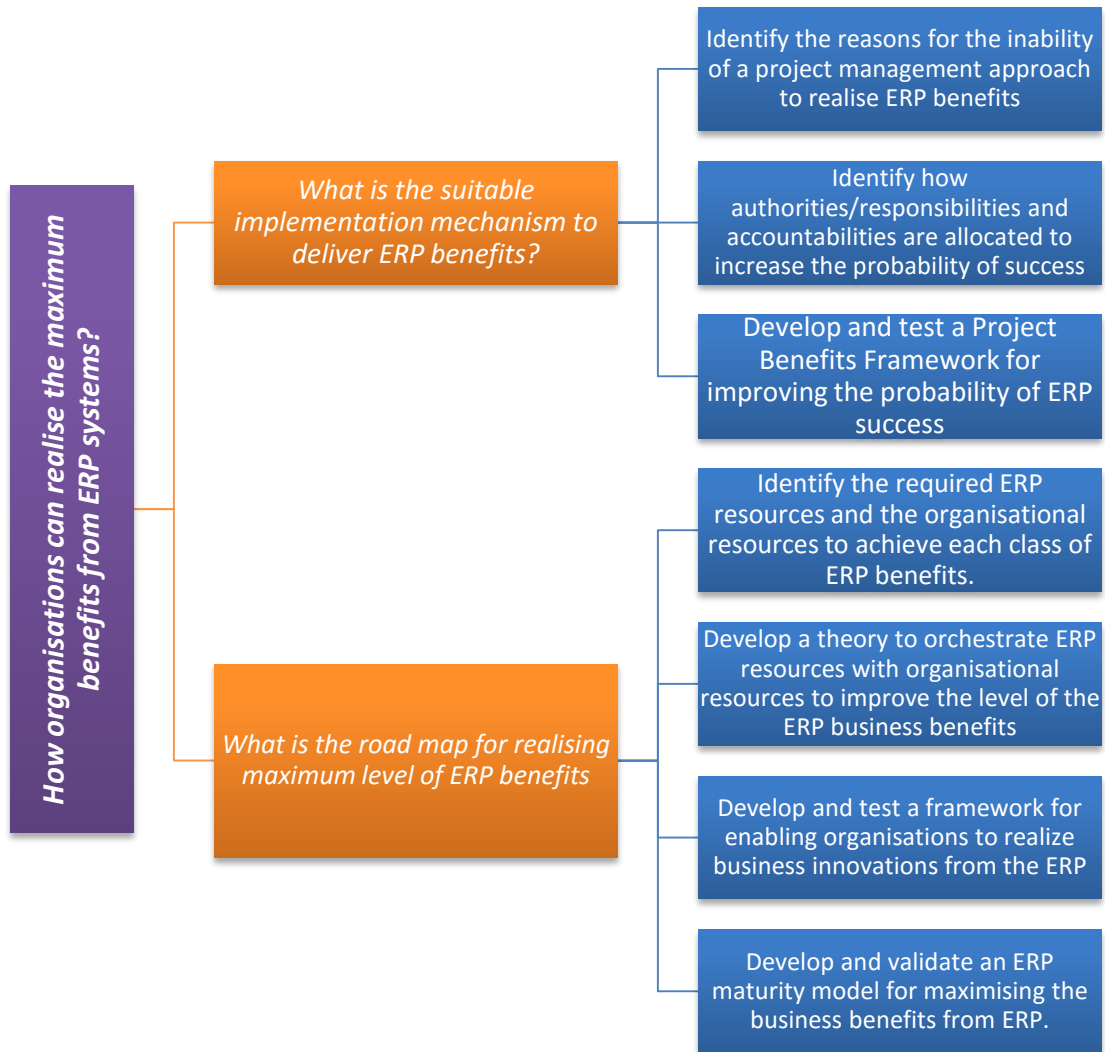 How organisations can realise the maximum
benefits from ERP systems?
What is the suitable
implementation mechanism to
deliver ERP benefits?
Identify the reasons for the inability
of a project management approach
to realise ERP benefits
Identify how
authorities/responsibilities and
accountabilities are allocated to
increase the probability of success
Develop and test a Project
Benefits Framework for
improving the probability of ERP
success
What is the road map for realising
maximum level of ERP benefits
Identify the required ERP
resources and the organisational
resources to achieve each class of
ERP benefits.
Develop a theory to orchestrate ERP
resources with organisational
resources to improve the level of the
ERP business benefits
Develop and test a framework for
enabling organisations to realize
business innovations from the ERP
Develop and validate an ERP
maturity model for maximising the
business benefits from ERP.